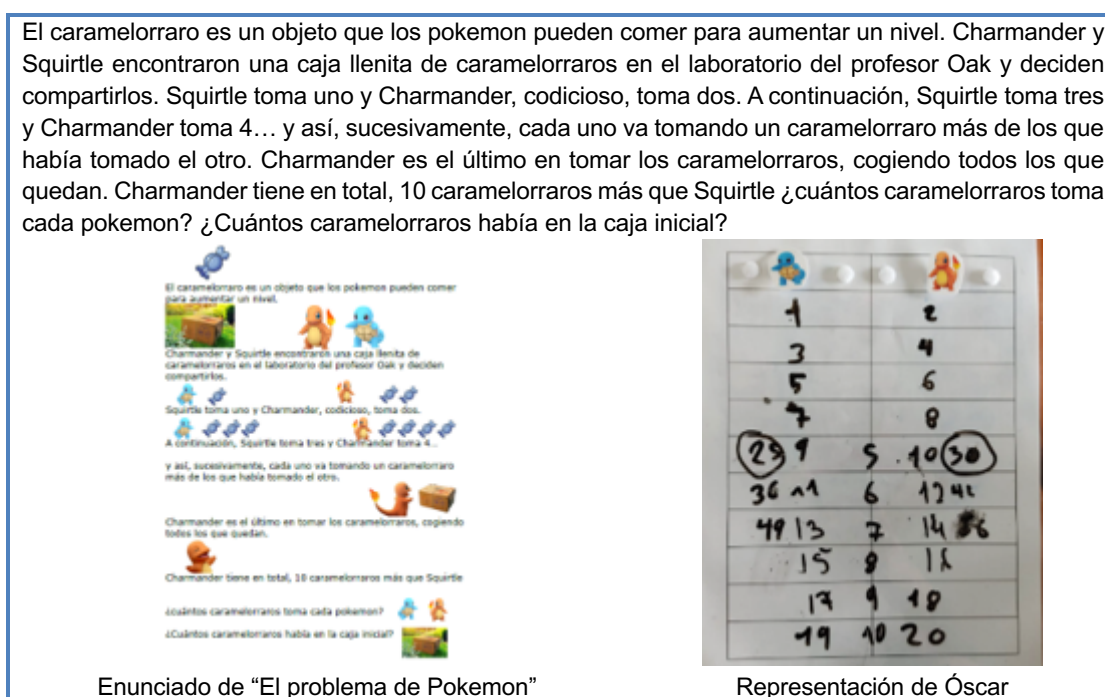 El caramelorraro es un objeto que los pokemon pueden comer para aumentar un nivel. Charmander y
Squirtle encontraron una caja llenita de caramelorraros en el laboratorio del profesor Oak y deciden
compartirlos. Squirtle toma uno y Charmander, codicioso, toma dos. A continuación, Squirtle toma tres
y Charmander toma 4… y así, sucesivamente, cada uno va tomando un caramelorraro más de los que
había tomado el otro. Charmander es el último en tomar los caramelorraros, cogiendo todos los que
quedan. Charmander tiene en total, 10 caramelorraros más que Squirtle ¿cuántos caramelorraros toma
cada pokemon? ¿Cuántos caramelorraros había en la caja inicial?
El caramelorraro es un objeto que los pokemon pueden comer
para aumentar un nivel.
Charmander y Squirtle encontraron una caja llenita de
caramelorraros en el laboratorio del profesor Oak y deciden
compartirlos.
Squirtle toma uno y Charmander, codicioso, toma dos.
A continuación, Squirtle toma tres y Charmander toma 4...
y así, sucesivamente, cada uno va tomando un caramelorraro
más de los que había tomado el otro.
Charmander es el último en tomar los caramelorraros, cogiendo
todos los que quedan.
Charmander tiene en total, 10 caramelorraros más que Squirtle
¿cuántos caramelorraros toma cada pokemon?
¿Cuántos caramelorraros había en la caja inicial?
1 2
3 4
5 6
7 8
25 9 5 10 30
36 11 6 12 42
49 13 7 14 56
15 8
17 9 18
19 10 20
Enunciado de “El problema de Pokemon”
Representación de Óscar